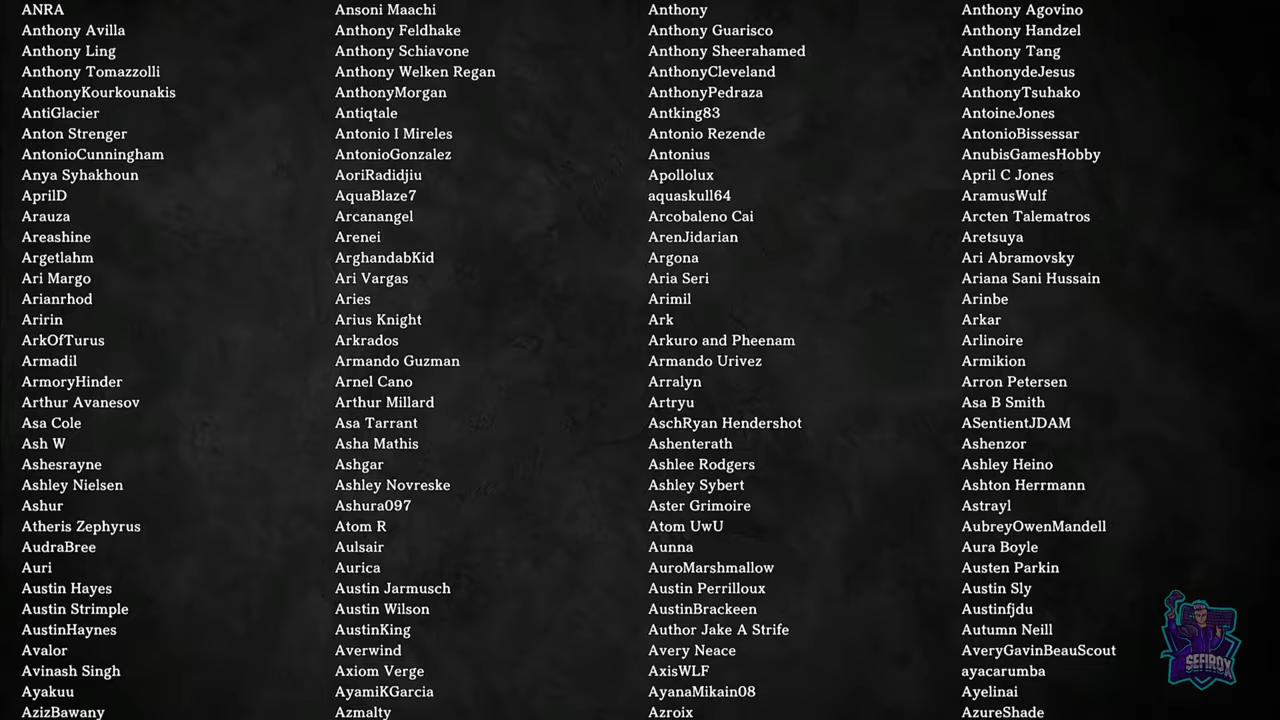 ANRA Ansoni Maachi Anthony Anthony Agovino
Anthony Avilla Anthony Feldhake Anthony Guarisco Anthony Handzel
Anthony Ling Anthony Schiavone Anthony Sheerahamed Anthony Tang
Anthony Tomazzolli Anthony Welken Regan AnthonyCleveland AnthonydeJesus
AnthonyKourkounakis AnthonyMorgan AnthonyPedraza AnthonyTsuhako
AntiGlacier Antiqtale Antking83 AntoineJones
Anton Strenger Antonio I Mireles Antonio Rezende AntonioBissessar
AntonioCunningham AntonioGonzalez Antonius AnubisGamesHobby
Anya Syhakhoun AoriRadidjiu Apollolux April C Jones
AprilD AquaBlaze7 aquaskull64 AramusWulf
Arauza Arcanangel Arcobaleno Cai Arcten Talematros
Areashine Arenei ArenJidarian Aretsuya
Argetlahm ArghandabKid Argona Ari Abramovsky
Ari Margo Ari Vargas Aria Seri Ariana Sani Hussain
Arianrhod Aries Arimil Arinbe
Aririn Arius Knight Ark Arkar
ArkOfTurus Arkrados Arkuro and Pheenam Arlinoire
Armadil Armando Guzman Armando Urivez Armikion
ArmoryHinder Arnel Cano Arralyn Arron Petersen
Arthur Avanesov Arthur Millard Artryu Asa B Smith
Asa Cole Asa Tarrant AschRyan Hendershot ASentientJDAM
Ash W Asha Mathis Ashenterath Ashenzor
Ashesrayne Ashgar Ashlee Rodgers Ashley Heino
Ashley Nielsen Ashley Novreske Ashley Sybert Ashton Herrmann
Ashur Ashura097 Aster Grimoire Astrayl
Atheris Zephyrus Atom R Atom UwU AubreyOwenMandell
AudraBree Aulsair Aunna Aura Boyle
Auri Aurica AuroMarshmallow Austen Parkin
Austin Hayes Austin Jarmusch Austin Perrilloux Austin Sly
Austin Strimple Austin Wilson AustinBrackeen Austinfjdu
AustinHaynes AustinKing Author Jake A Strife Autumn Neill
Avalor Averwind Avery Neace AveryGavinBeauScout
Avinash Singh Axiom Verge AxisWLF ayacarumba
Ayakuu AyamiKGarcia AyanaMikain08 Ayelinai
AzizBawany Azmalty Azroix AzureShade
SEFIROX